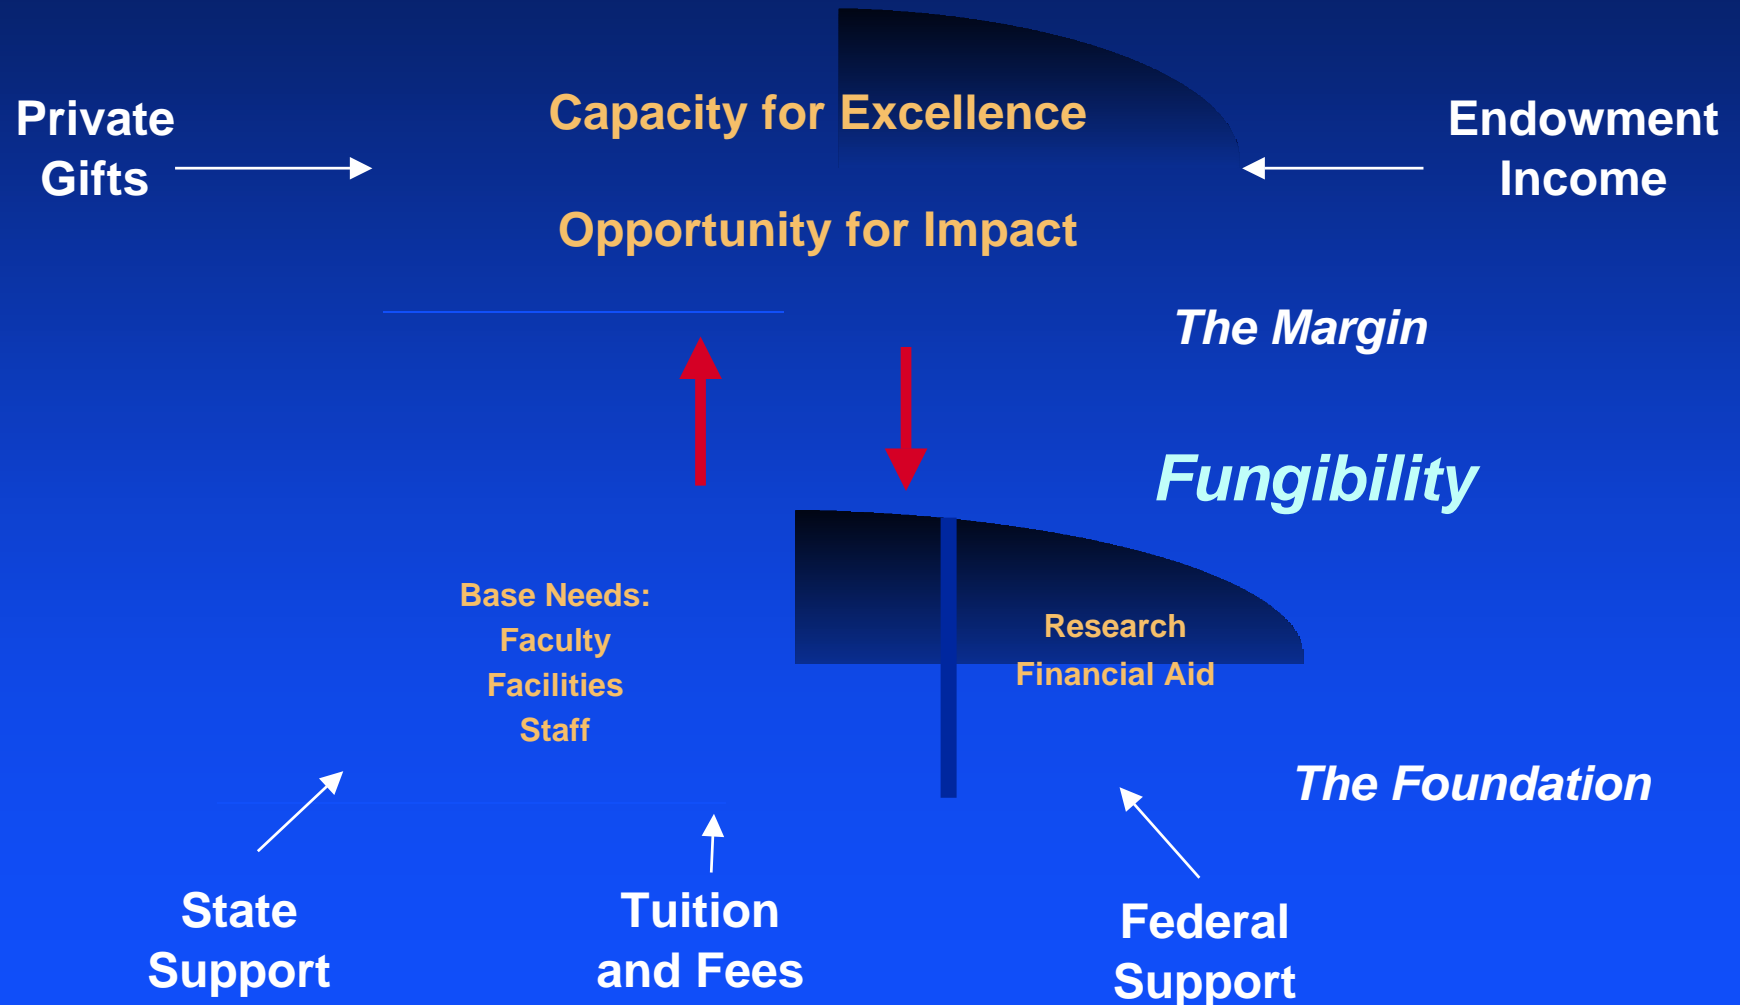 Private
Gifts
Capacity for Excellence
Opportunity for Impact
Endowment
Income
The Margin
Fungibility
Base Needs:
Faculty
Facilities
Staff
Research
Financial Aid
The Foundation
State
Support
Tuition
and Fees
Federal
Support